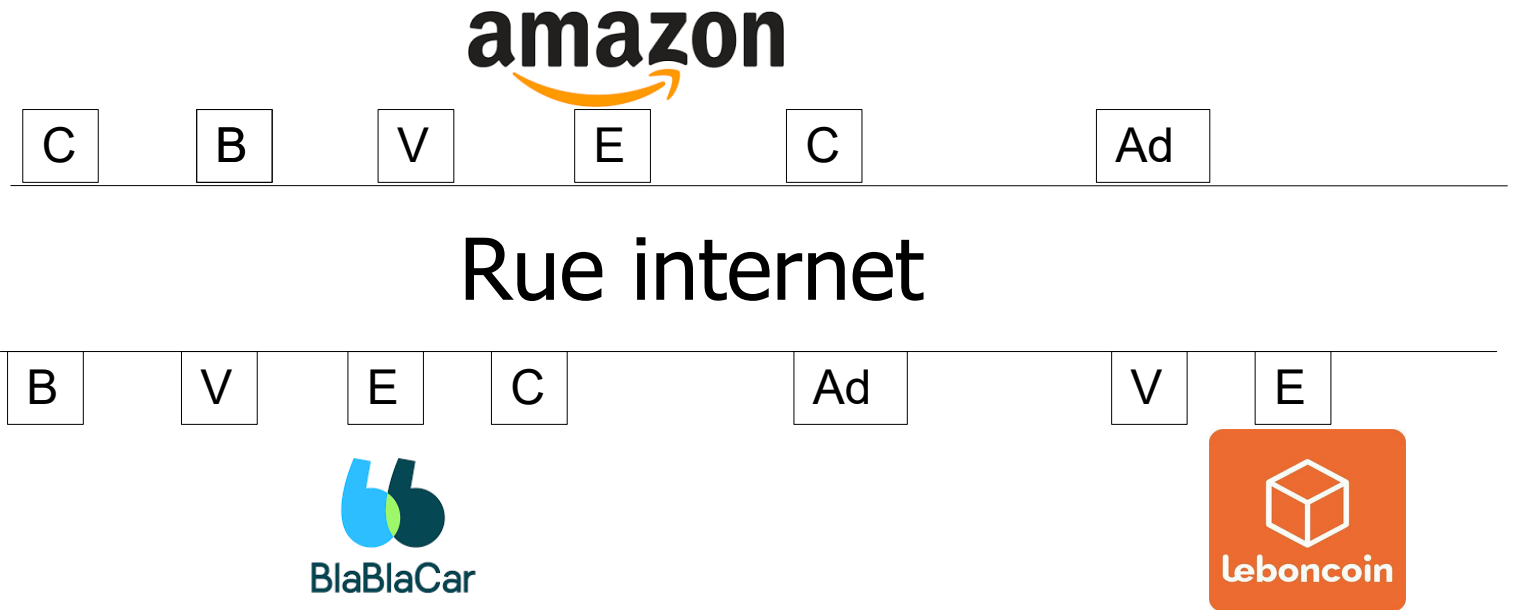 amazon
C B V E C Ad
Rue internet
B V E C Ad V E
BlaBlaCar
leboncoin